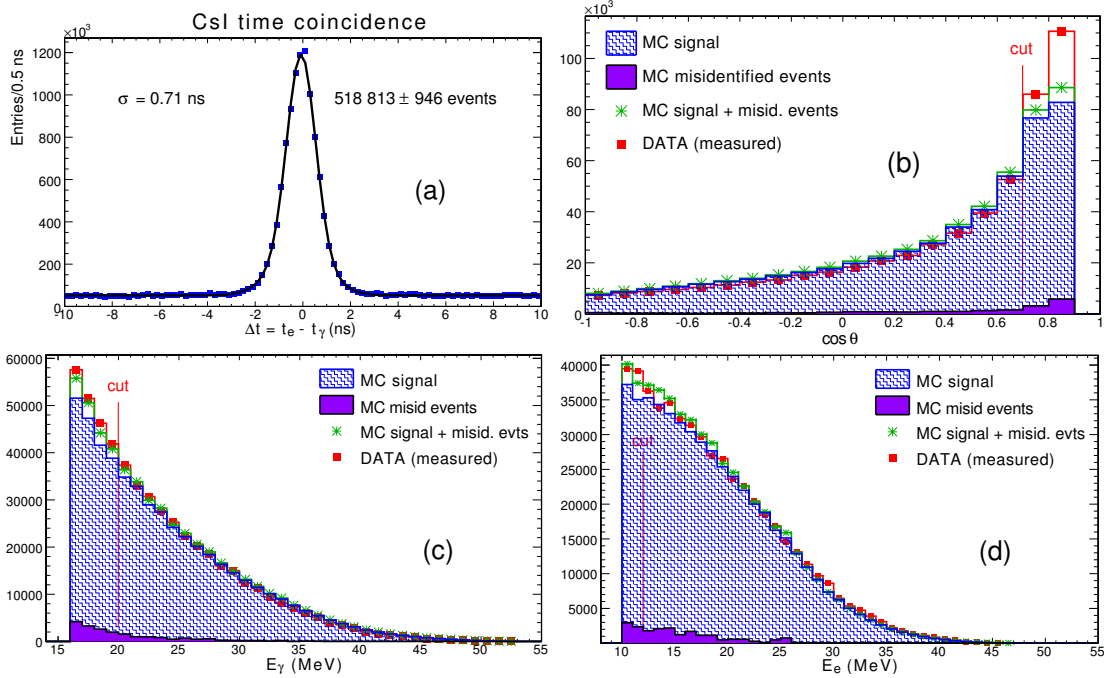 CsI time coincidence
×10³
Entries/0.5 ns
1200
1000
800
600
400
200
0
σ = 0.71 ns
518 813 ± 946 events
(a)
-10 -8 -6 -4 -2 0 2 4 6 8 10
Δt = t_e - t_γ (ns)
×10³
100
80
60
40
20
0
MC signal
MC misidentified events
MC signal + misid. events
DATA (measured)
cut
(b)
-1 -0.8 -0.6 -0.4 -0.2 0 0.2 0.4 0.6 0.8 1
cos θ
60000
50000
40000
30000
20000
10000
0
cut
MC signal
MC misid events
MC signal + misid. evts
DATA (measured)
(c)
15 20 25 30 35 40 45 50 55
E_γ (MeV)
40000
35000
30000
25000
20000
15000
10000
5000
cut
MC signal
MC misid events
MC signal + misid. evts
DATA (measured)
(d)
10 15 20 25 30 35 40 45 50 55
E_e (MeV)